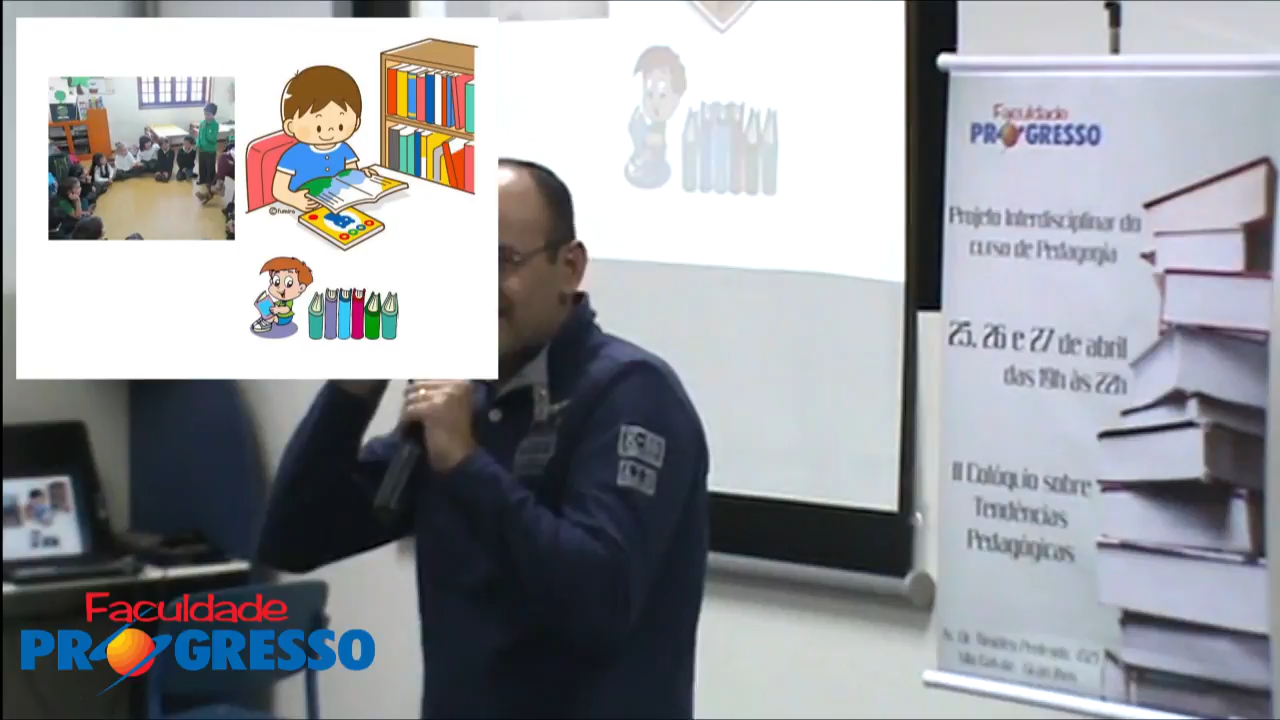 ©fumira
Faculdade
PROGRESSO
Projeto Interdisciplinar do
curso de Pedagogia
25, 26 e 27 de abril
das 19h às 22h
II Colóquio sobre
Tendências
Pedagógicas
Faculdade
PROGRESSO